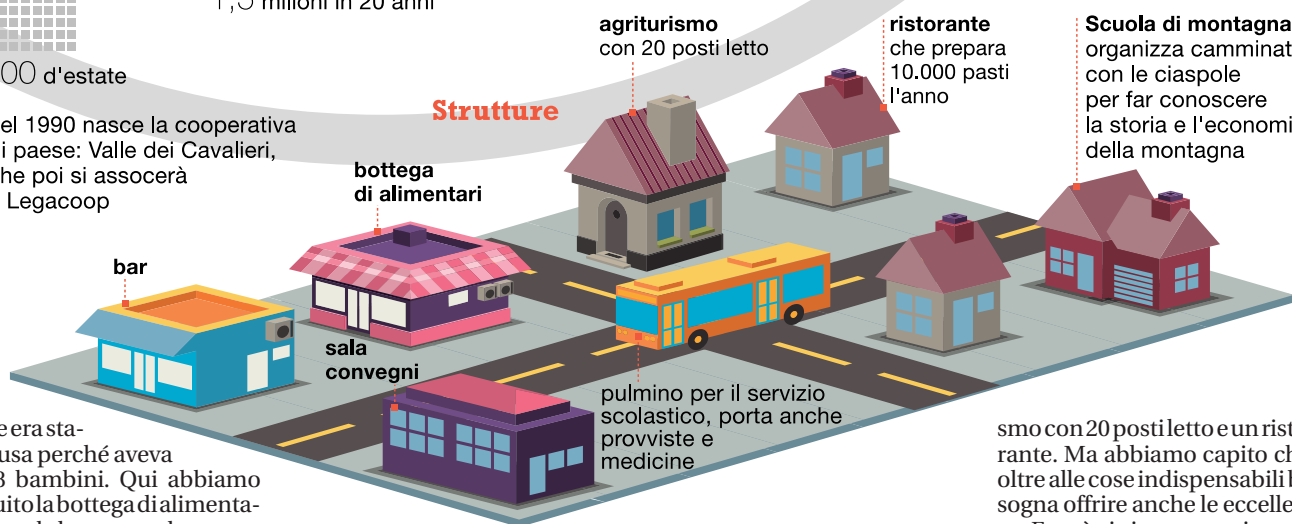 1,5 milioni in 20 anni
00 d'estate
el 1990 nasce la cooperativa
i paese: Valle dei Cavalieri,
he poi si assocerà
Legacoop
Strutture
agriturismo
con 20 posti letto
ristorante
che prepara
10.000 pasti
l'anno
Scuola di montagna
organizza camminat
con le ciaspole
per far conoscere
la storia e l'economi
della montagna
bottega
di alimentari
bar
sala
convegni
pulmino per il servizio
scolastico, porta anche
provviste e
medicine
e era sta-
usa perché aveva
3 bambini. Qui abbiamo
uito la bottega di alimenta-
smo con 20 posti letto e un rist
rante. Ma abbiamo capito ch
oltre alle cose indispensabili b
sogna offrire anche le eccelle